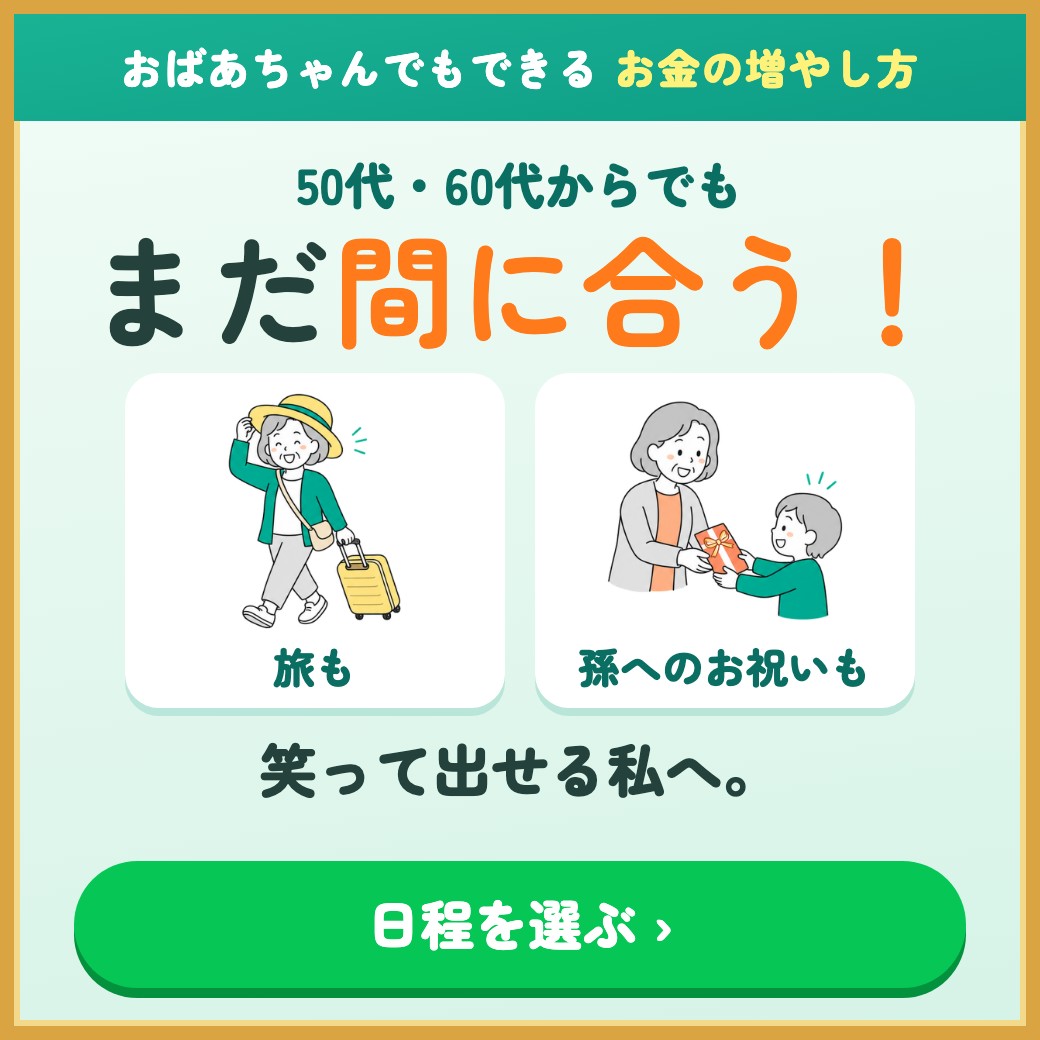 おばあちゃんでもできる お金の増やし方
50代・60代からでも
まだ間に合う！
旅も
孫へのお祝いも
笑って出せる私へ。
日程を選ぶ ›